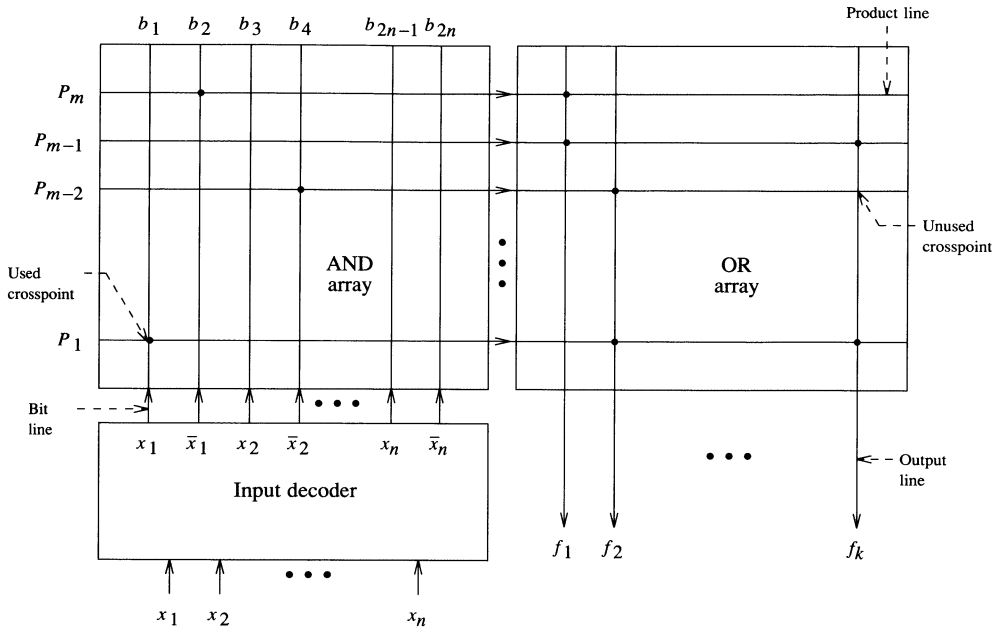 b1 b2 b3 b4 b2n−1 b2n
Product line
Pm
Pm−1
Pm−2
Unused crosspoint
Used crosspoint
AND array
OR array
P1
Bit line
x1 x̄1 x2 x̄2 xn x̄n
Input decoder
Output line
f1 f2 fk
x1 x2 xn